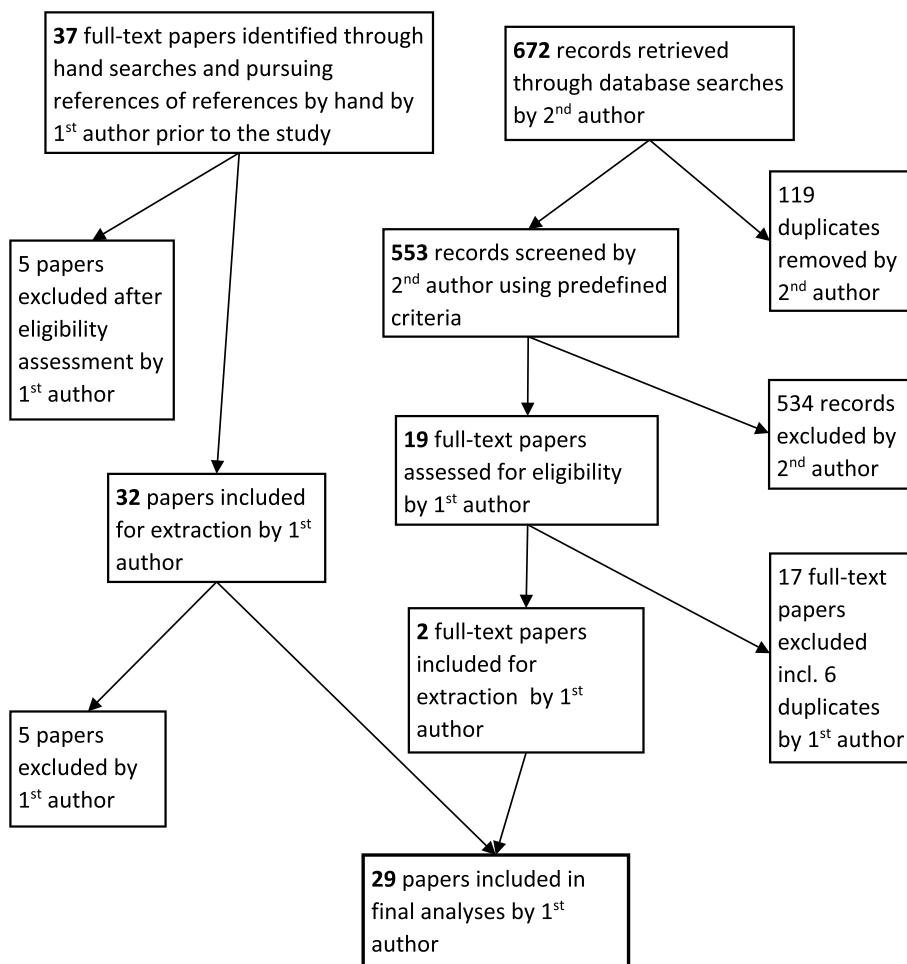 37 full-text papers identified through
hand searches and pursuing
references of references by hand by
1st author prior to the study
672 records retrieved
through database searches
by 2nd author
119
duplicates
removed by
2nd author
553 records screened by
2nd author using predefined
criteria
5 papers
excluded after
eligibility
assessment by
1st author
534 records
excluded by
2nd author
19 full-text papers
assessed for eligibility
by 1st author
32 papers included
for extraction by 1st
author
17 full-text
papers
excluded
incl. 6
duplicates
by 1st author
2 full-text papers
included for
extraction by 1st
author
5 papers
excluded by
1st author
29 papers included in
final analyses by 1st
author